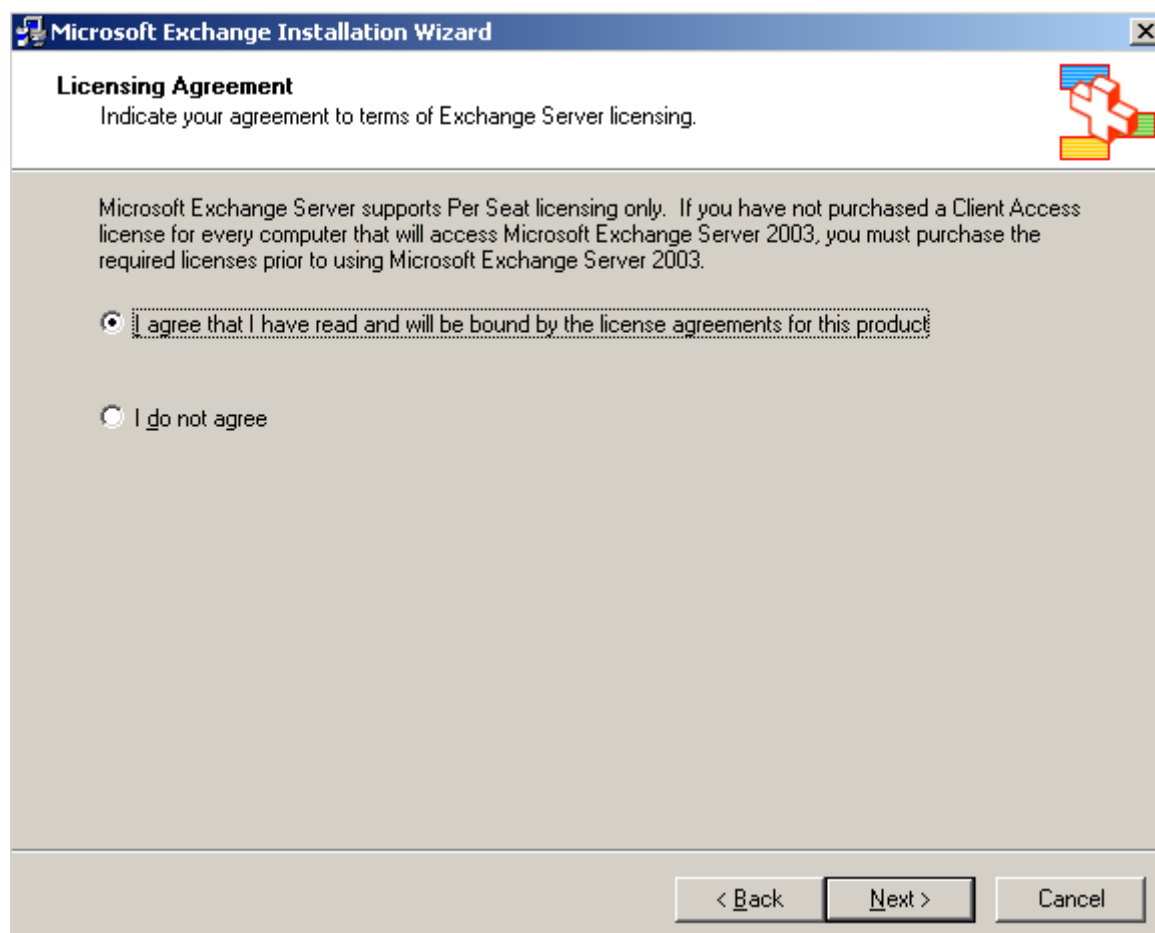 Microsoft Exchange Installation Wizard
Licensing Agreement
Indicate your agreement to terms of Exchange Server licensing.
Microsoft Exchange Server supports Per Seat licensing only.  If you have not purchased a Client Access
license for every computer that will access Microsoft Exchange Server 2003, you must purchase the
required licenses prior to using Microsoft Exchange Server 2003.
I agree that I have read and will be bound by the license agreements for this product
I do not agree
< Back
Next >
Cancel